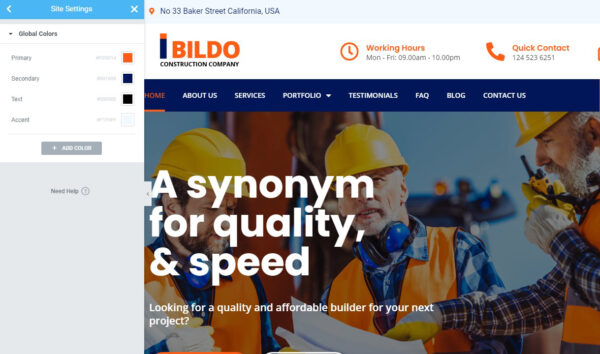 Site Settings
Global Colors
Primary
Secondary
Text
Accent
+ ADD COLOR
Need Help ?
No 33 Baker Street California, USA
BILDO
CONSTRUCTION COMPANY
Working Hours
Mon - Fri: 09.00am - 10.00pm
Quick Contact
124 523 6251
HOME ABOUT US SERVICES PORTFOLIO TESTIMONIALS FAQ BLOG CONTACT US
A synonym
for quality,
& speed
Looking for a quality and affordable builder for your next
project?